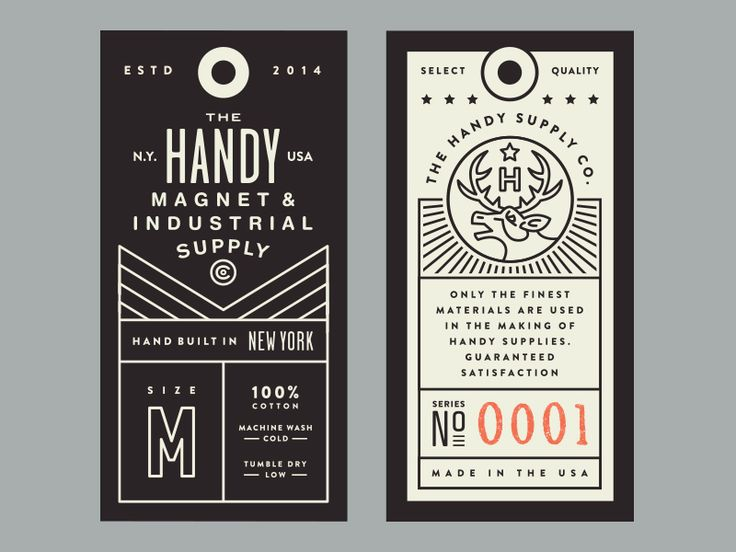 ESTD 2014
THE
N.Y. HANDY USA
MAGNET &
INDUSTRIAL
SUPPLY
CO
HAND BUILT IN NEW YORK
SIZE
M
100%
COTTON
MACHINE WASH
COLD
TUMBLE DRY
LOW
SELECT QUALITY
THE HANDY SUPPLY CO.
H
ONLY THE FINEST
MATERIALS ARE USED
IN THE MAKING OF
HANDY SUPPLIES.
GUARANTEED
SATISFACTION
SERIES
No 0001
MADE IN THE USA